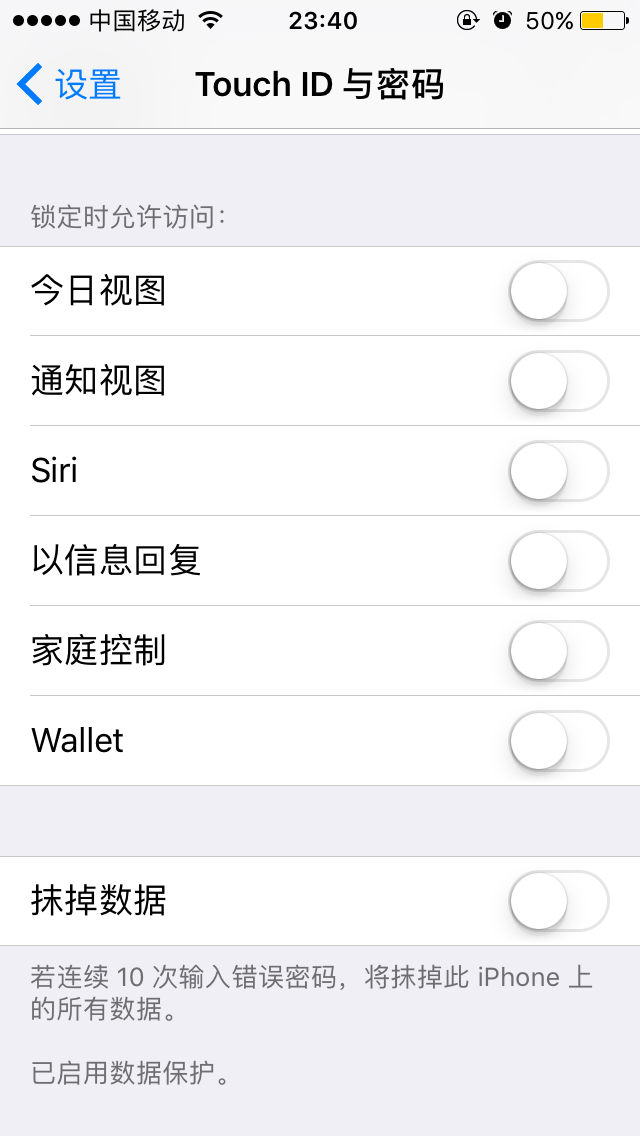 中国移动 23:40 50%
设置 Touch ID 与密码
锁定时允许访问：
今日视图
通知视图
Siri
以信息回复
家庭控制
Wallet
抹掉数据
若连续 10 次输入错误密码，将抹掉此 iPhone 上
的所有数据。
已启用数据保护。